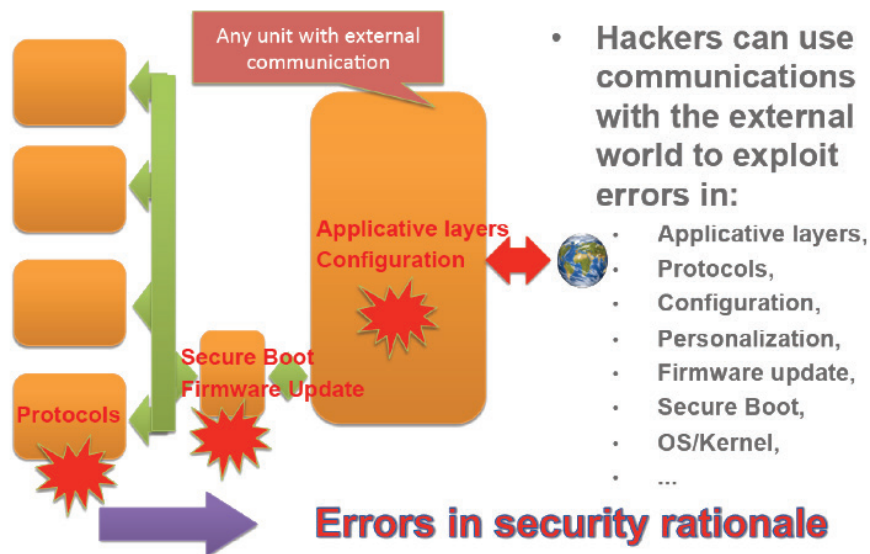 Any unit with external
communication
Applicative layers
Configuration
Secure Boot
Firmware Update
Protocols
• Hackers can use
communications
with the external
world to exploit
errors in:
• Applicative layers,
• Protocols,
• Configuration,
• Personalization,
• Firmware update,
• Secure Boot,
• OS/Kernel,
• ...
Errors in security rationale